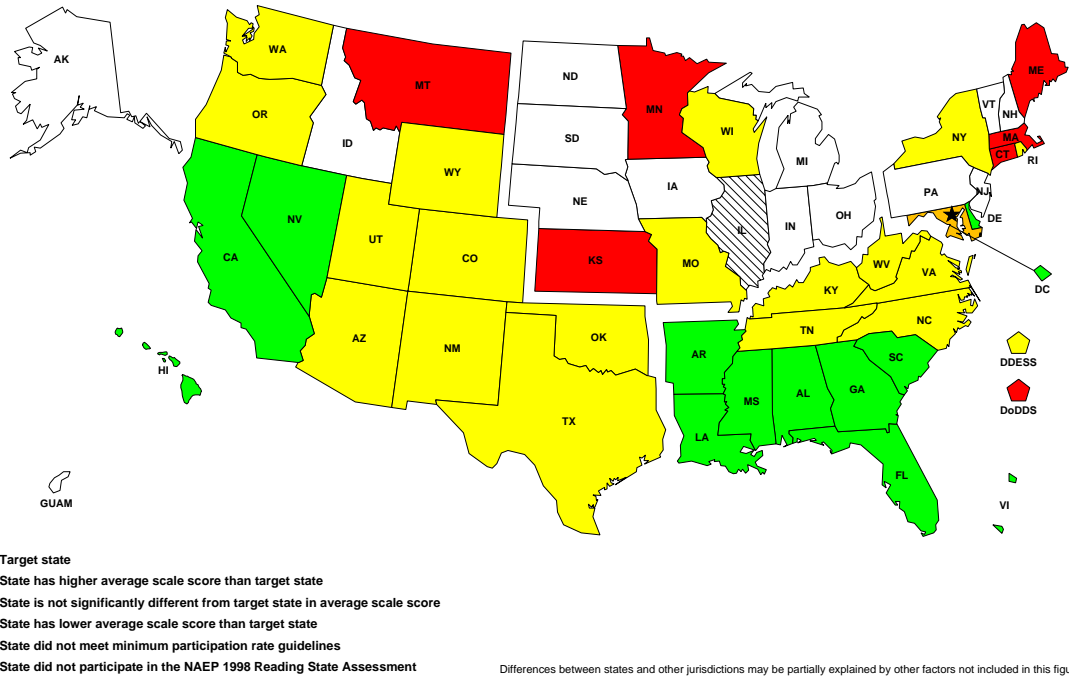 AK
WA
MT
ND
MN
ME
VT
NH
OR
ID
SD
WI
NY
MA
CT
RI
WY
MI
IA
PA
NJ
NE
OH
NV
IL
IN
DE
UT
CO
CA
KS
MO
WV
VA
KY
DC
NC
TN
AZ
NM
OK
AR
SC
DDESS
HI
MS
AL
GA
TX
DoDDS
LA
FL
GUAM
VI
Target state
State has higher average scale score than target state
State is not significantly different from target state in average scale score
State has lower average scale score than target state
State did not meet minimum participation rate guidelines
State did not participate in the NAEP 1998 Reading State Assessment
Differences between states and other jurisdictions may be partially explained by other factors not included in this